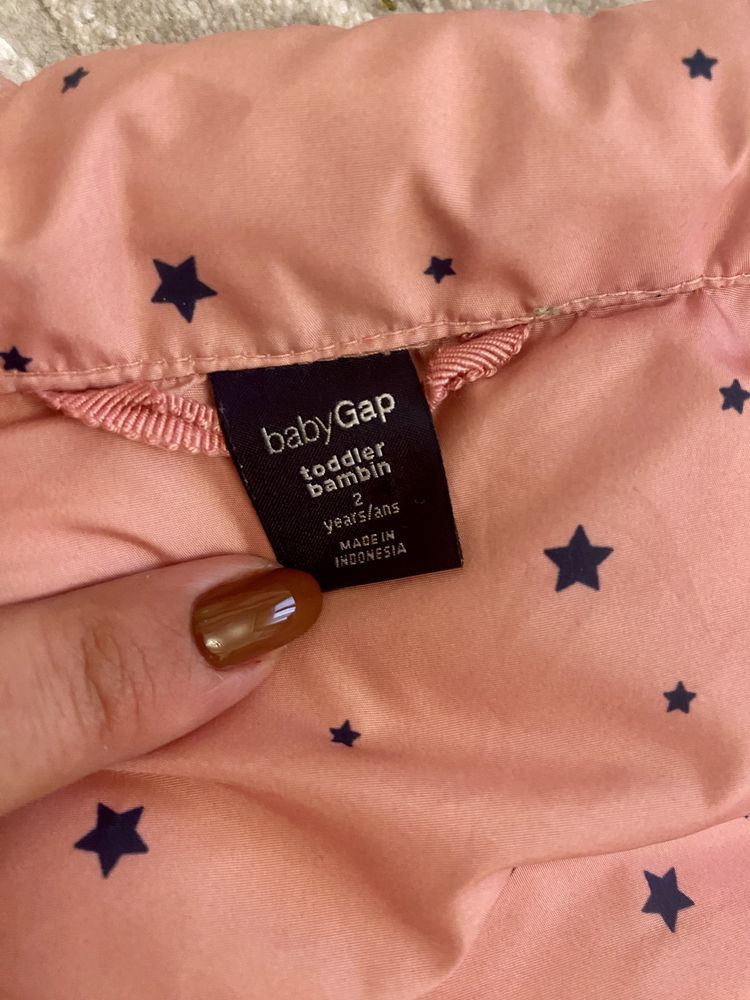 babyGap
toddler
bambin
2
years/ans
MADE IN
INDONESIA